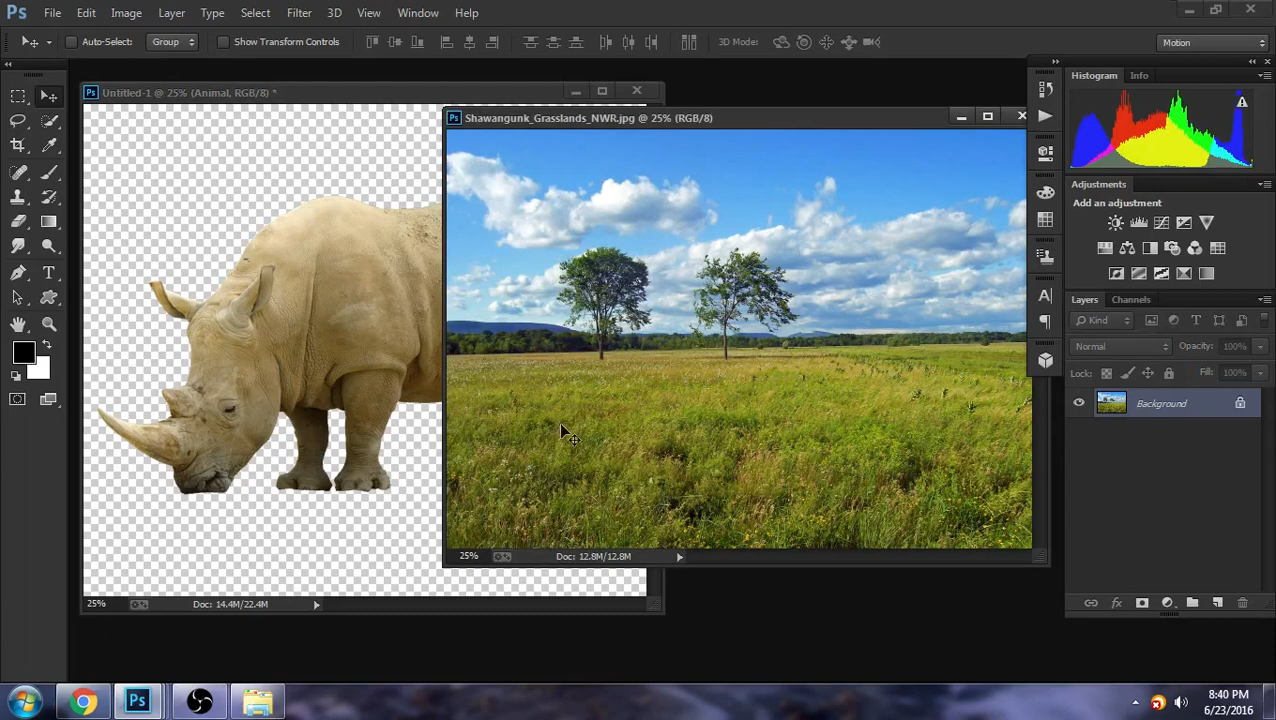 Ps File Edit Image Layer Type Select Filter 3D View Window Help
Auto-Select: Group Show Transform Controls 3D Mode: Motion
Ps Untitled-1 @ 25% (Animal, RGB/8) *
Ps Shawangunk_Grasslands_NWR.jpg @ 25% (RGB/8)
25% Doc: 12.8M/12.8M
25% Doc: 14.4M/22.4M
Histogram Info
Adjustments
Add an adjustment
Layers Channels
Kind
Normal Opacity: 100%
Lock: Fill: 100%
Background
Ps
8:40 PM
6/23/2016